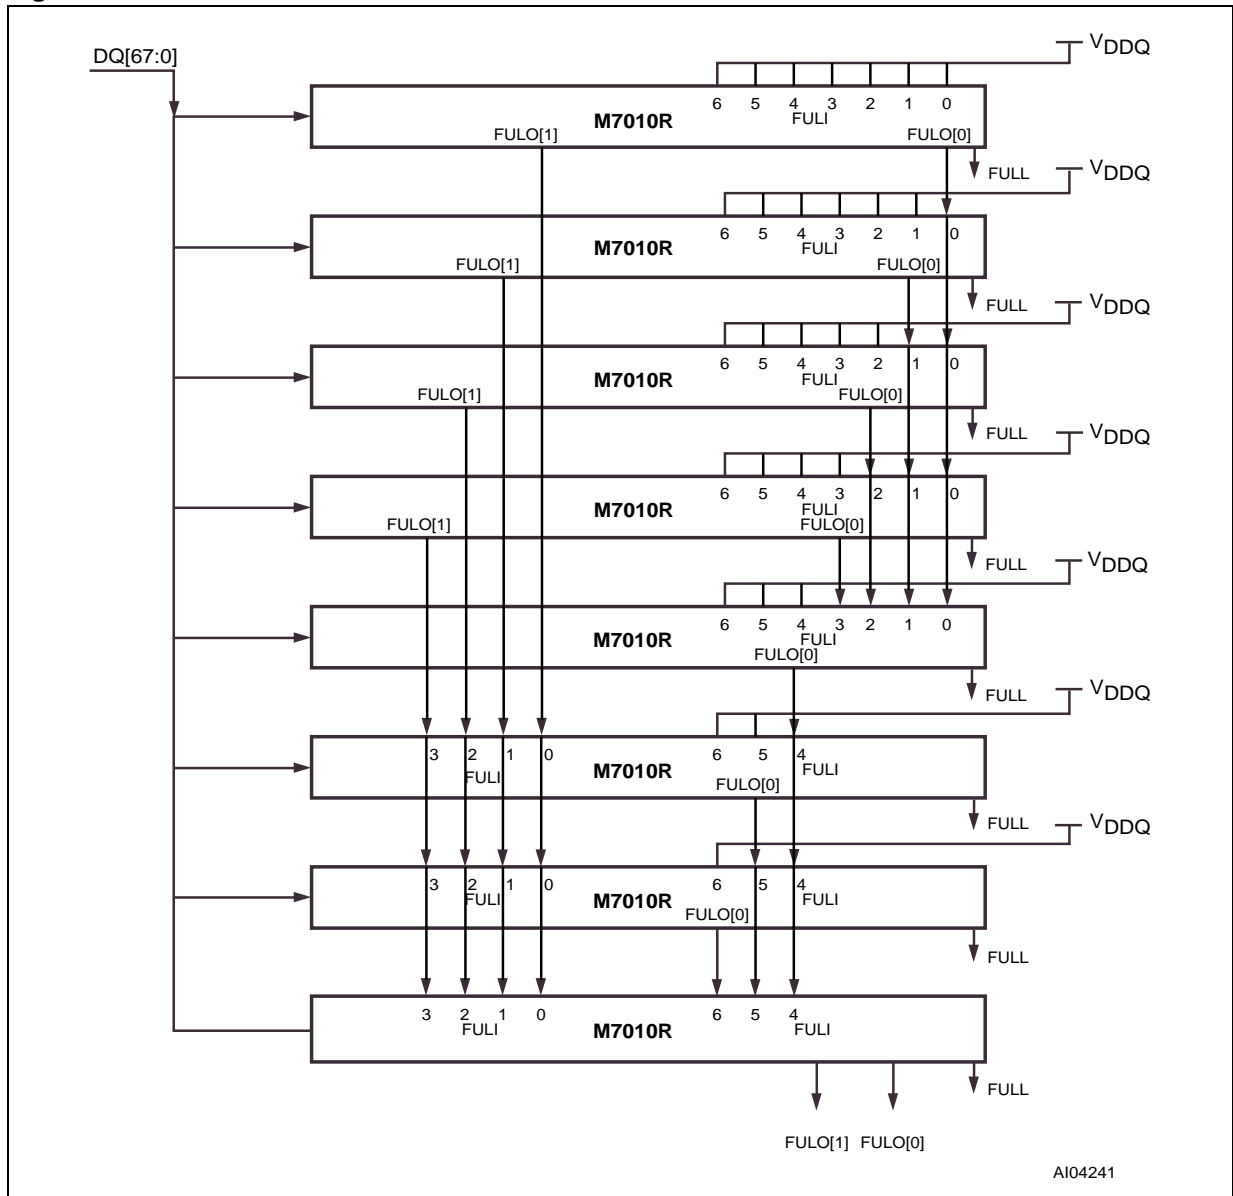 DQ[67:0]
VDDQ
6 5 4 3 2 1 0
FULI
M7010R
FULO[1]
FULO[0]
FULL
VDDQ
6 5 4 3 2 1 0
FULI
M7010R
FULO[1]
FULO[0]
FULL
VDDQ
6 5 4 3 2 1 0
FULI
M7010R
FULO[1]
FULO[0]
FULL
VDDQ
6 5 4 3 2 1 0
FULI
M7010R
FULO[1]
FULO[0]
FULL
VDDQ
6 5 4 3 2 1 0
FULI
M7010R
FULO[0]
FULL
VDDQ
3 2 1 0 6 5 4
FULI M7010R FULI
FULO[0]
FULL
VDDQ
3 2 1 0 6 5 4
FULI M7010R FULI
FULO[0]
FULL
3 2 1 0 6 5 4
FULI M7010R FULI
FULL
FULO[1] FULO[0]
AI04241